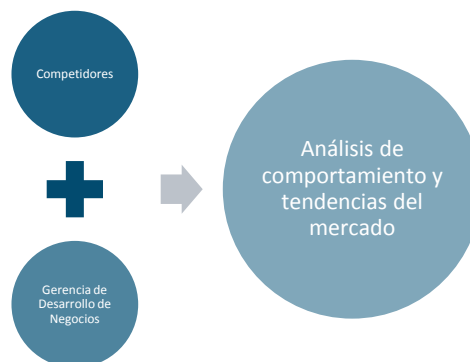 Competidores
Gerencia de
Desarrollo de
Negocios
Análisis de
comportamiento y
tendencias del
mercado